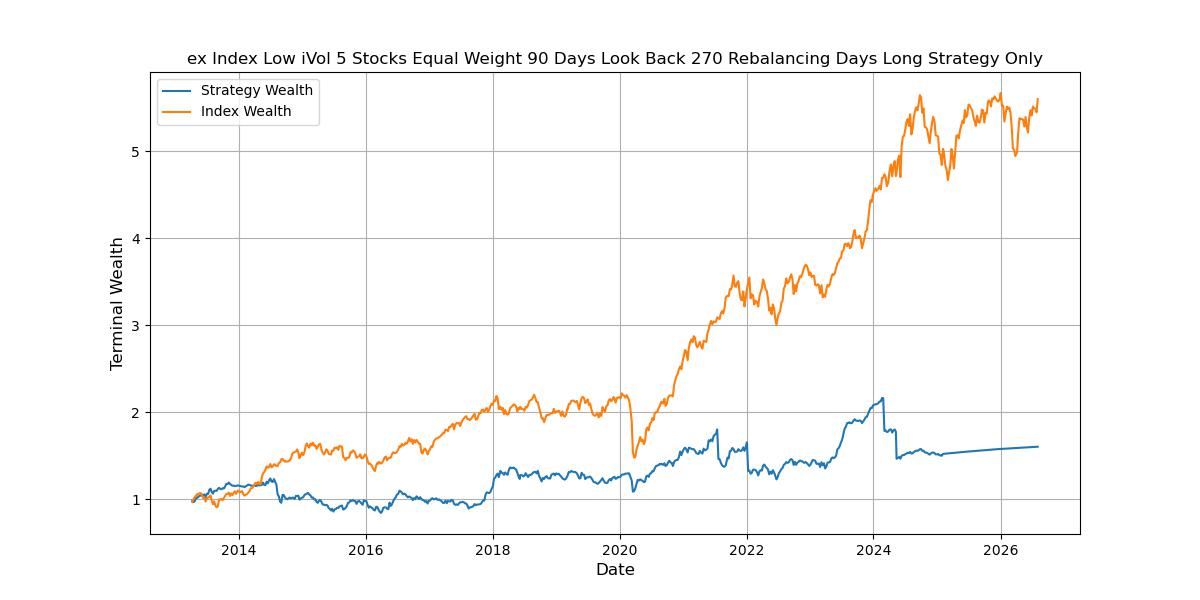 ex Index Low iVol 5 Stocks Equal Weight 90 Days Look Back 270 Rebalancing Days Long Strategy Only
Strategy Wealth
Index Wealth
Terminal Wealth
5
4
3
2
1
2014 2016 2018 2020 2022 2024 2026
Date